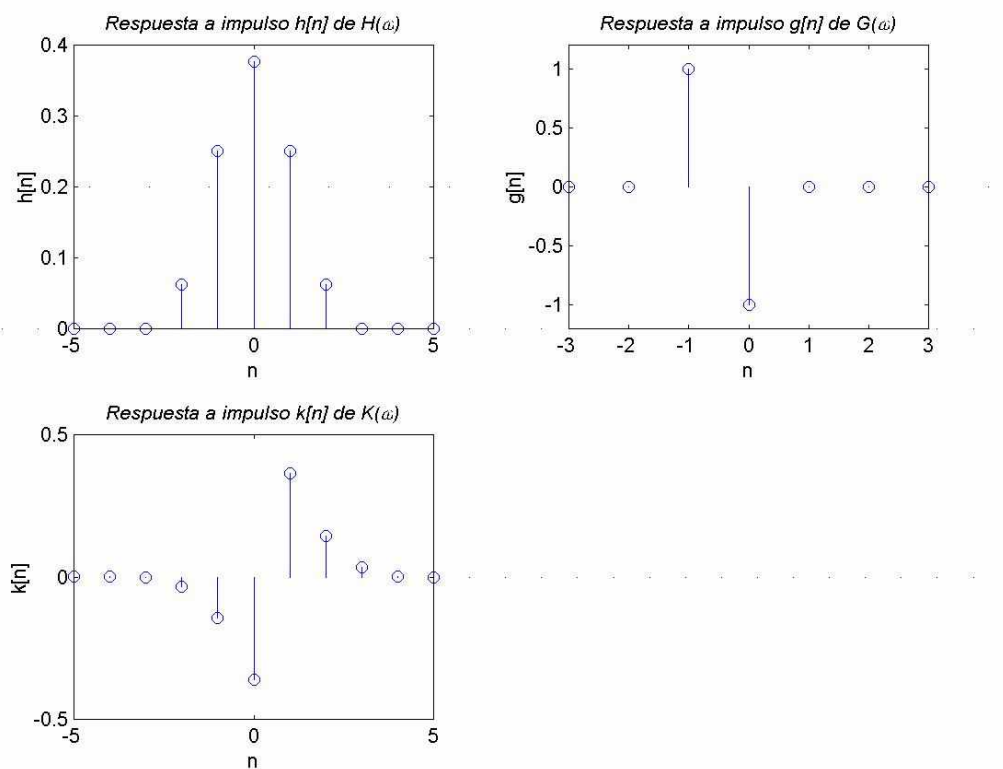 Respuesta a impulso h[n] de H(ω)
0.4
0.3
0.2
0.1
0
h[n]
-5
0
5
n
Respuesta a impulso g[n] de G(ω)
1
0.5
0
-0.5
-1
g[n]
-3
-2
-1
0
1
2
3
n
Respuesta a impulso k[n] de K(ω)
0.5
0
-0.5
k[n]
-5
0
5
n